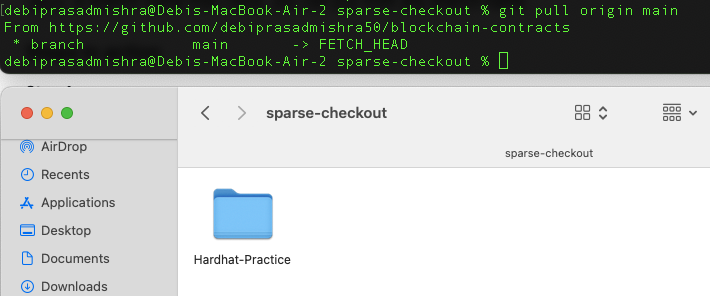 [debiprasadmishra@Debis-MacBook-Air-2 sparse-checkout % git pull origin main
From https://github.com/debiprasadmishra50/blockchain-contracts
* branch main -> FETCH_HEAD
debiprasadmishra@Debis-MacBook-Air-2 sparse-checkout %
sparse-checkout
AirDrop
sparse-checkout
Recents
Applications
Desktop
Documents
Downloads
Hardhat-Practice